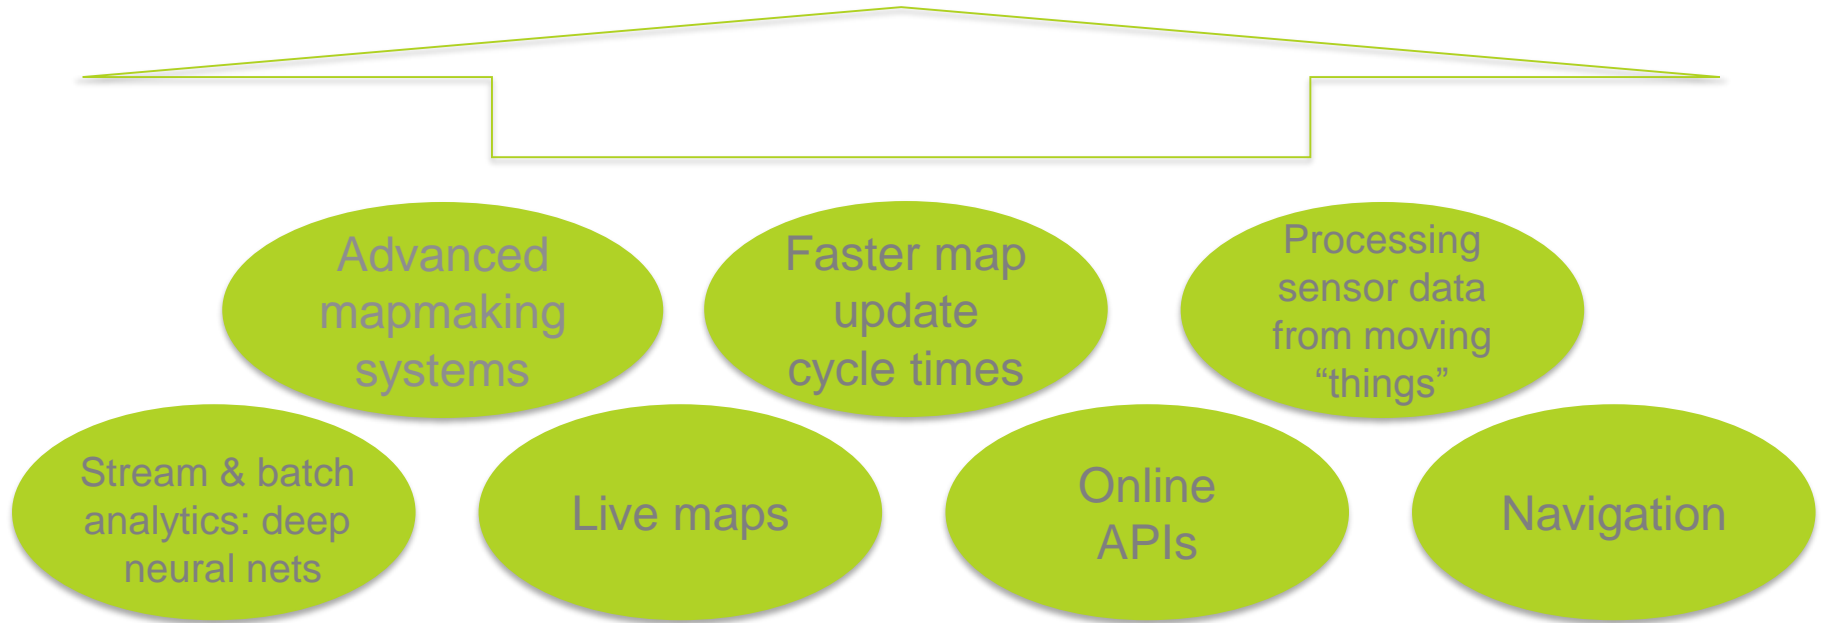 Advanced
mapmaking
systems
Faster map
update
cycle times
Processing
sensor data
from moving
“things”
Stream & batch
analytics: deep
neural nets
Live maps
Online
APIs
Navigation